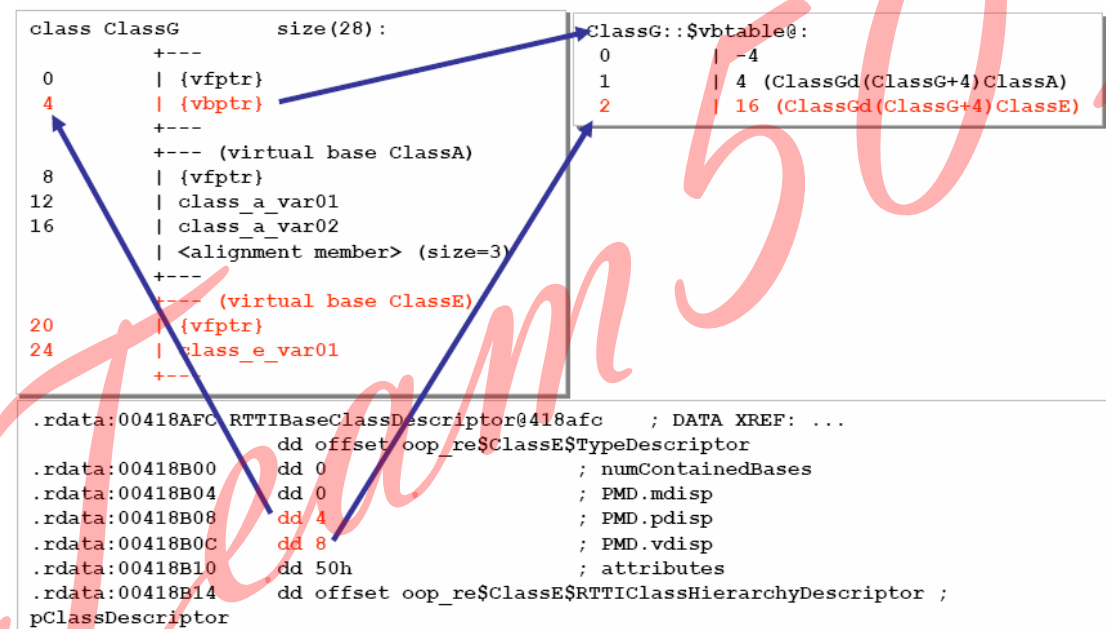 class ClassG size(28):
+---
0 | {vfptr}
4 | {vbptr}
+---
+--- (virtual base ClassA)
8 | {vfptr}
12 | class_a_var01
16 | class_a_var02
| <alignment member> (size=3)
+---
+--- (virtual base ClassE)
20 | {vfptr}
24 | class_e_var01
+---
ClassG::$vbtable@:
0 | -4
1 | 4 (ClassGd(ClassG+4)ClassA)
2 | 16 (ClassGd(ClassG+4)ClassE)
.rdata:00418AFC RTTIBaseClassDescriptor@418afc ; DATA XREF: ...
dd offset oop_re$ClassE$TypeDescriptor
.rdata:00418B00 dd 0 ; numContainedBases
.rdata:00418B04 dd 0 ; PMD.mdisp
.rdata:00418B08 dd 4 ; PMD.pdisp
.rdata:00418B0C dd 8 ; PMD.vdisp
.rdata:00418B10 dd 50h ; attributes
.rdata:00418B14 dd offset oop_re$ClassE$RTTIClassHierarchyDescriptor ;
pClassDescriptor
Team50